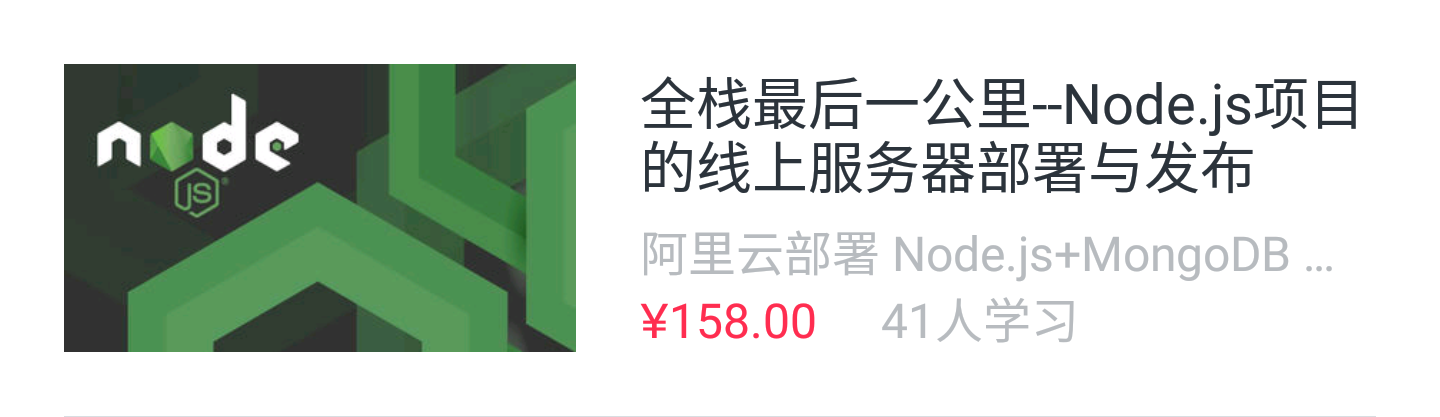 node
JS
全栈最后一公里--Node.js项目
的线上服务器部署与发布
阿里云部署 Node.js+MongoDB ...
¥158.00 41人学习